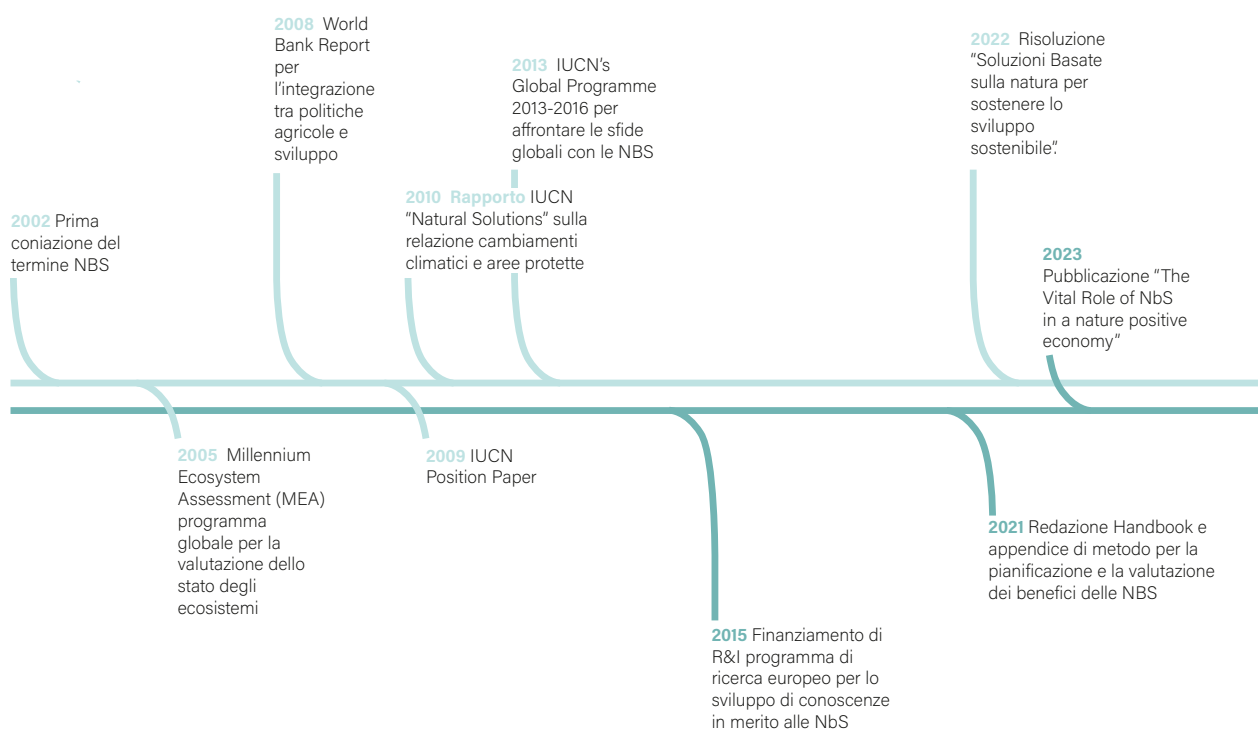 2002 Prima
coniazione del
termine NBS
2005 Millennium
Ecosystem
Assessment (MEA)
programma
globale per la
valutazione dello
stato degli
ecosistemi
2008 World
Bank Report
per
l'integrazione
tra politiche
agricole e
sviluppo
2009 IUCN
Position Paper
2010 Rapporto IUCN
"Natural Solutions" sulla
relazione cambiamenti
climatici e aree protette
2013 IUCN's
Global Programme
2013-2016 per
affrontare le sfide
globali con le NBS
2015 Finanziamento di
R&I programma di
ricerca europeo per lo
sviluppo di conoscenze
in merito alle NbS
2021 Redazione Handbook e
appendice di metodo per la
pianificazione e la valutazione
dei benefici delle NBS
2022 Risoluzione
"Soluzioni Basate
sulla natura per
sostenere lo
sviluppo
sostenibile".
2023
Pubblicazione "The
Vital Role of NbS
in a nature positive
economy"